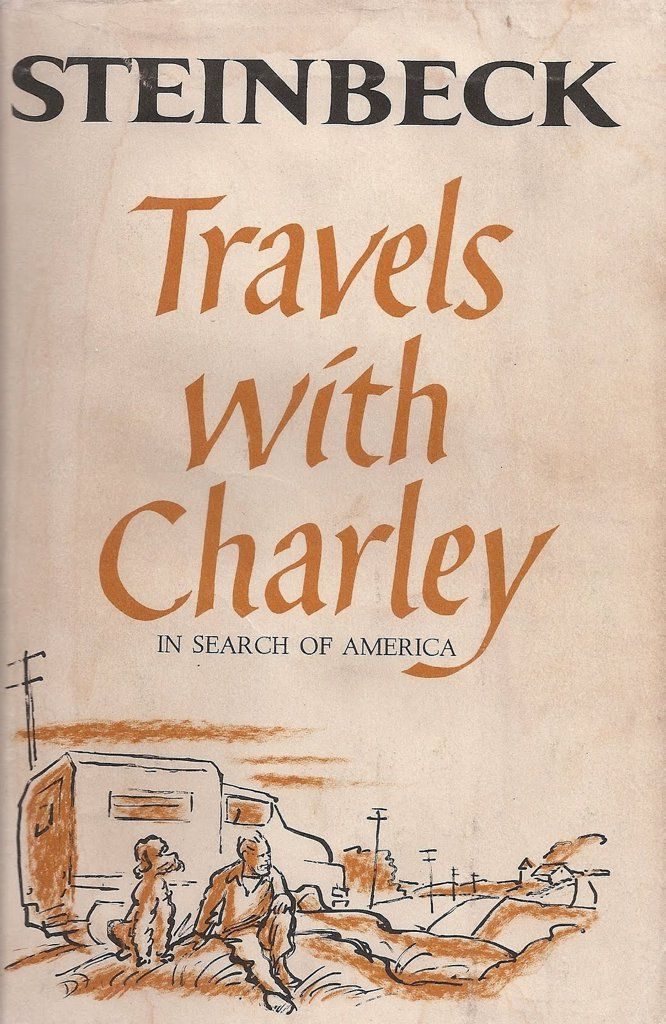 STEINBECK
Travels
with
Charley
IN SEARCH OF AMERICA